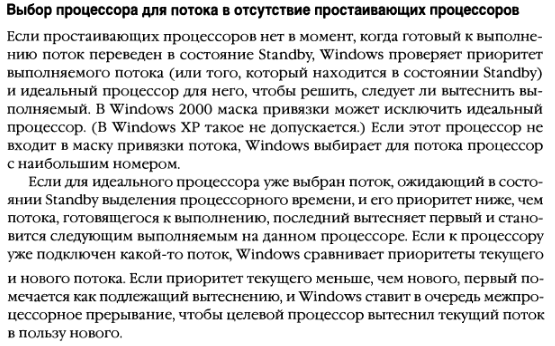 Выбор процессора для потока в отсутствие простаивающих процессоров
Если простаивающих процессоров нет в момент, когда готовый к выполне-
нию поток переведен в состояние Standby, Windows проверяет приоритет
выполняемого потока (или того, который находится в состоянии Standby)
и идеальный процессор для него, чтобы решить, следует ли вытеснить вы-
полняемый. В Windows 2000 маска привязки может исключить идеальный
процессор. (В Windows XP такое не допускается.) Если этот процессор не
входит в маску привязки потока, Windows выбирает для потока процессор
с наибольшим номером.
Если для идеального процессора уже выбран поток, ожидающий в состо-
янии Standby выделения процессорного времени, и его приоритет ниже, чем
потока, готовящегося к выполнению, последний вытесняет первый и стано-
вится следующим выполняемым на данном процессоре. Если к процессору
уже подключен какой-то поток, Windows сравнивает приоритеты текущего
и нового потока. Если приоритет текущего меньше, чем нового, первый по-
мечается как подлежащий вытеснению, и Windows ставит в очередь межпро-
цессорное прерывание, чтобы целевой процессор вытеснил текущий поток
в пользу нового.